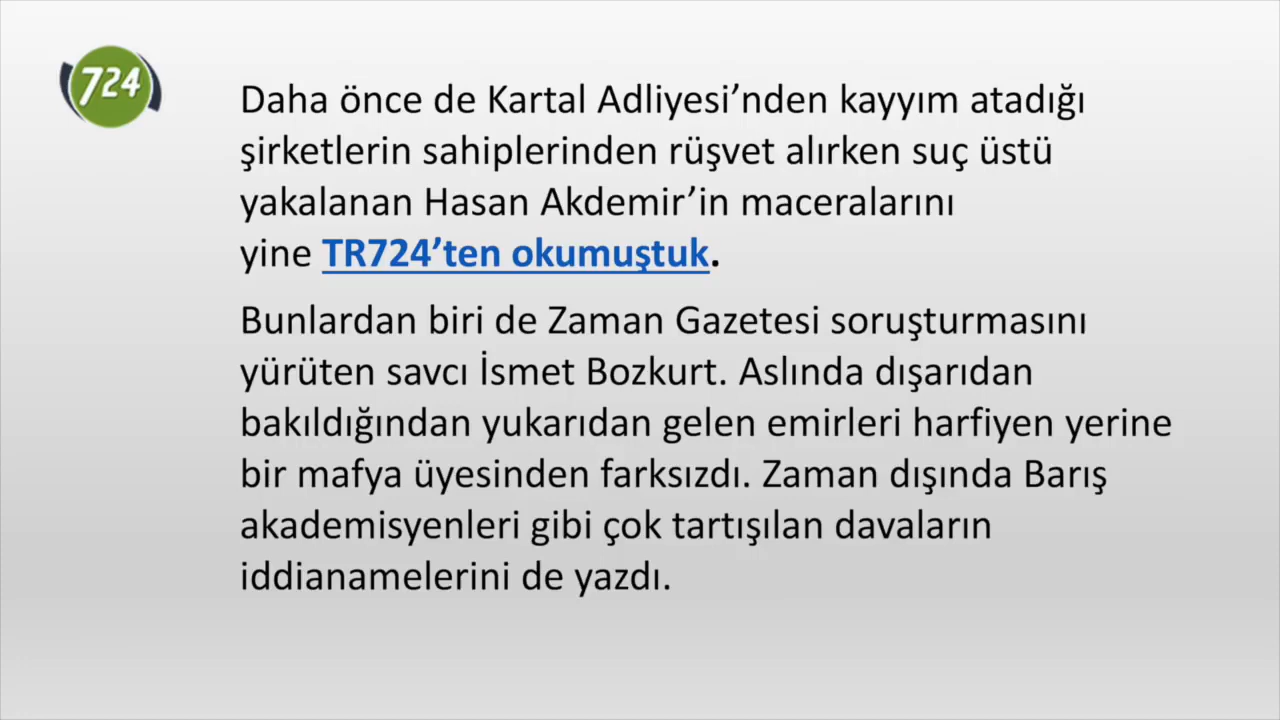 724
Daha önce de Kartal Adliyesi’nden kayyım atadığı
şirketlerin sahiplerinden rüşvet alırken suç üstü
yakalanan Hasan Akdemir’in maceralarını
yine TR724’ten okumuştuk.
Bunlardan biri de Zaman Gazetesi soruşturmasını
yürüten savcı İsmet Bozkurt. Aslında dışarıdan
bakıldığından yukarıdan gelen emirleri harfiyen yerine
bir mafya üyesinden farksızdı. Zaman dışında Barış
akademisyenleri gibi çok tartışılan davaların
iddianamelerini de yazdı.